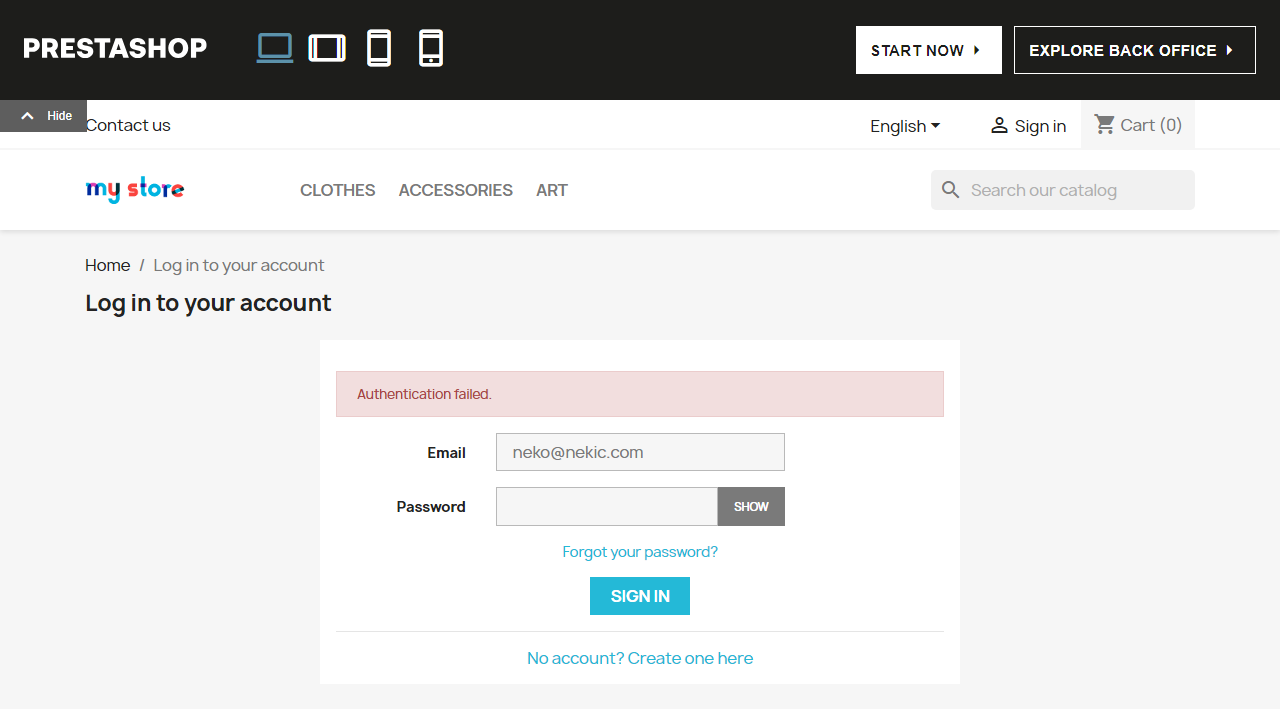 PRESTASHOP
START NOW
EXPLORE BACK OFFICE
Hide
Contact us
English
Sign in
Cart (0)
my store
CLOTHES
ACCESSORIES
ART
Search our catalog
Home / Log in to your account
Log in to your account
Authentication failed.
Email
neko@nekic.com
Password
SHOW
Forgot your password?
SIGN IN
No account? Create one here